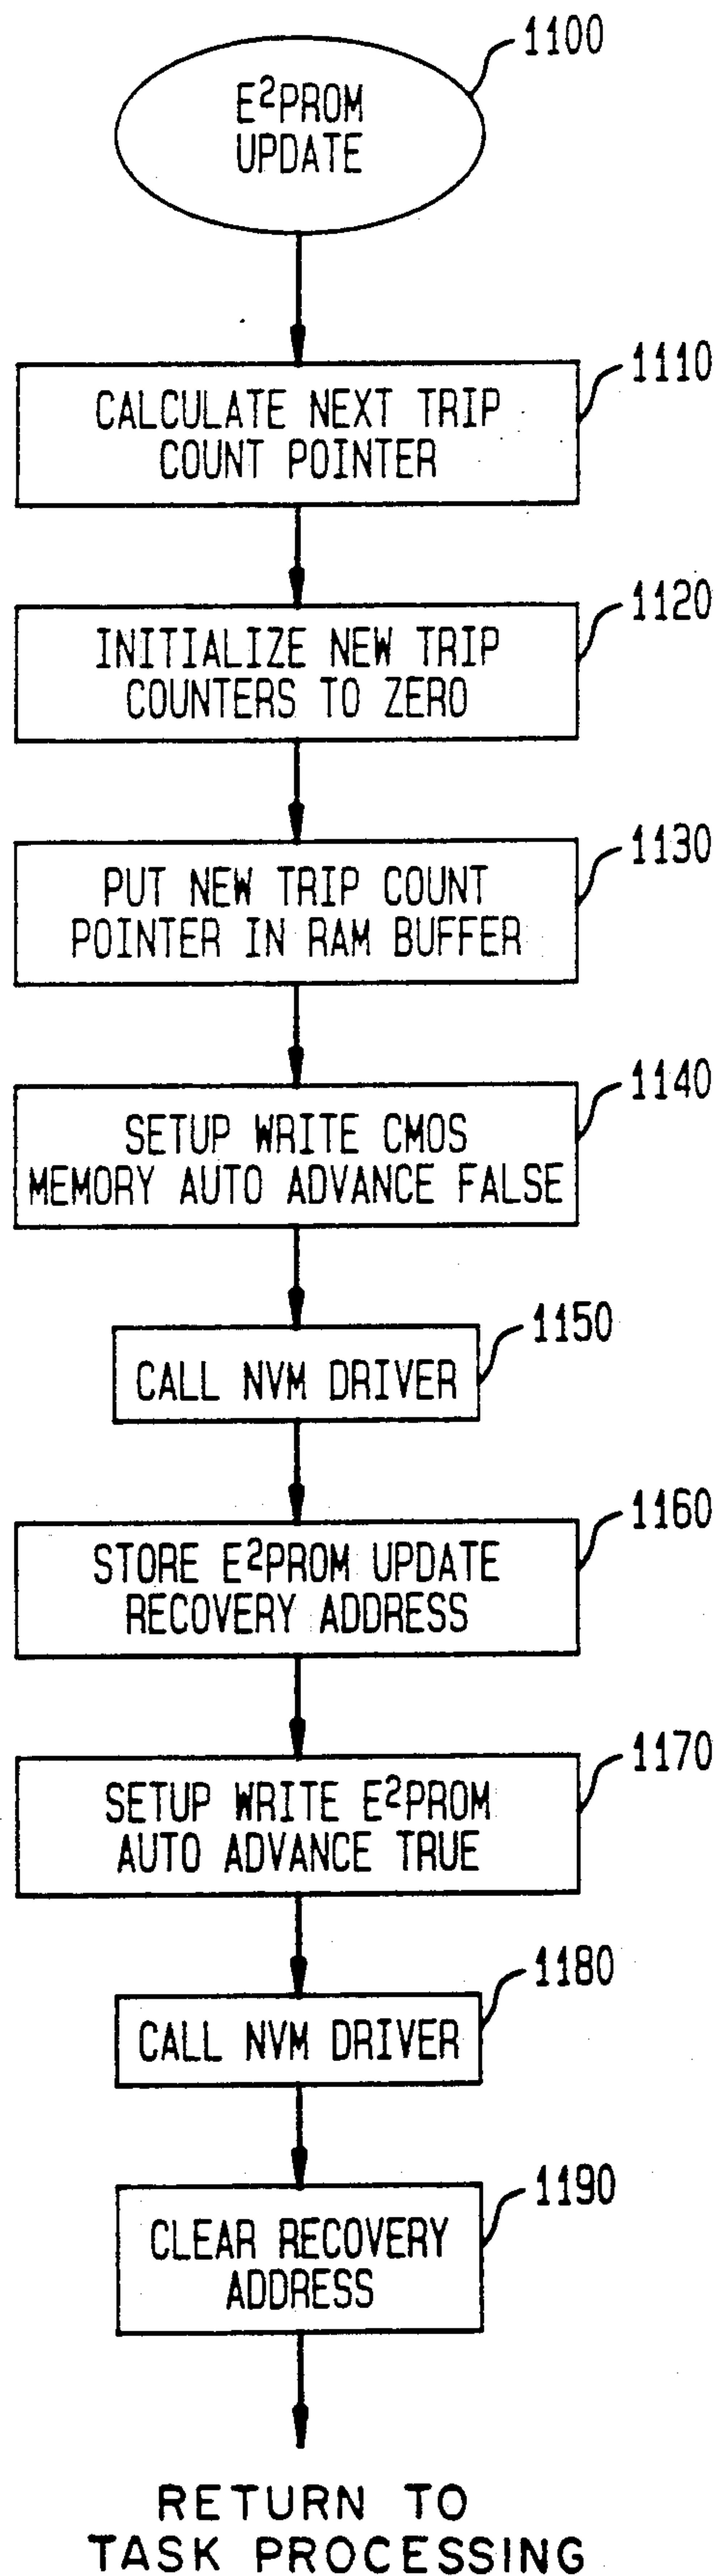 1100
E²PROM
UPDATE
1110
CALCULATE NEXT TRIP
COUNT POINTER
1120
INITIALIZE NEW TRIP
COUNTERS TO ZERO
1130
PUT NEW TRIP COUNT
POINTER IN RAM BUFFER
1140
SETUP WRITE CMOS
MEMORY AUTO ADVANCE FALSE
1150
CALL NVM DRIVER
1160
STORE E²PROM UPDATE
RECOVERY ADDRESS
1170
SETUP WRITE E²PROM
AUTO ADVANCE TRUE
1180
CALL NVM DRIVER
1190
CLEAR RECOVERY
ADDRESS
RETURN TO
TASK PROCESSING